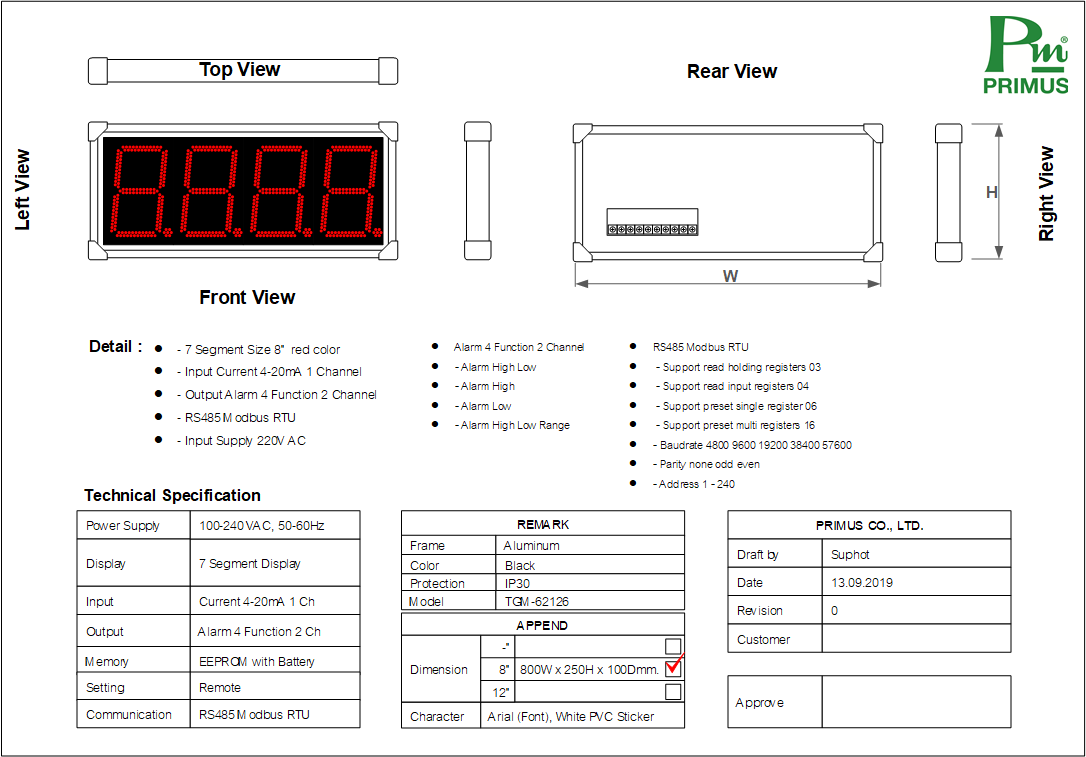 Pm®
PRIMUS
Top View
Rear View
Left View
8.8.8.8.
H
Right View
W
Front View
Detail :
- 7 Segment Size 8" red color
- Input Current 4-20mA 1 Channel
- Output Alarm 4 Function 2 Channel
- RS485 Modbus RTU
- Input Supply 220V AC
Alarm 4 Function 2 Channel
- Alarm High Low
- Alarm High
- Alarm Low
- Alarm High Low Range
RS485 Modbus RTU
- Support read holding registers 03
- Support read input registers 04
- Support preset single register 06
- Support preset multi registers 16
- Baudrate 4800 9600 19200 38400 57600
- Parity none odd even
- Address 1 - 240
Technical Specification
Power Supply 100-240 VAC, 50-60Hz
Display 7 Segment Display
Input Current 4-20mA 1 Ch
Output Alarm 4 Function 2 Ch
Memory EEPROM with Battery
Setting Remote
Communication RS485 Modbus RTU
REMARK
Frame Aluminum
Color Black
Protection IP30
Model TGM-62126
APPEND
Dimension
-"
8" 800W x 250H x 100Dmm.
12"
Character Arial (Font), White PVC Sticker
PRIMUS CO., LTD.
Draft by Suphot
Date 13.09.2019
Revision 0
Customer
Approve